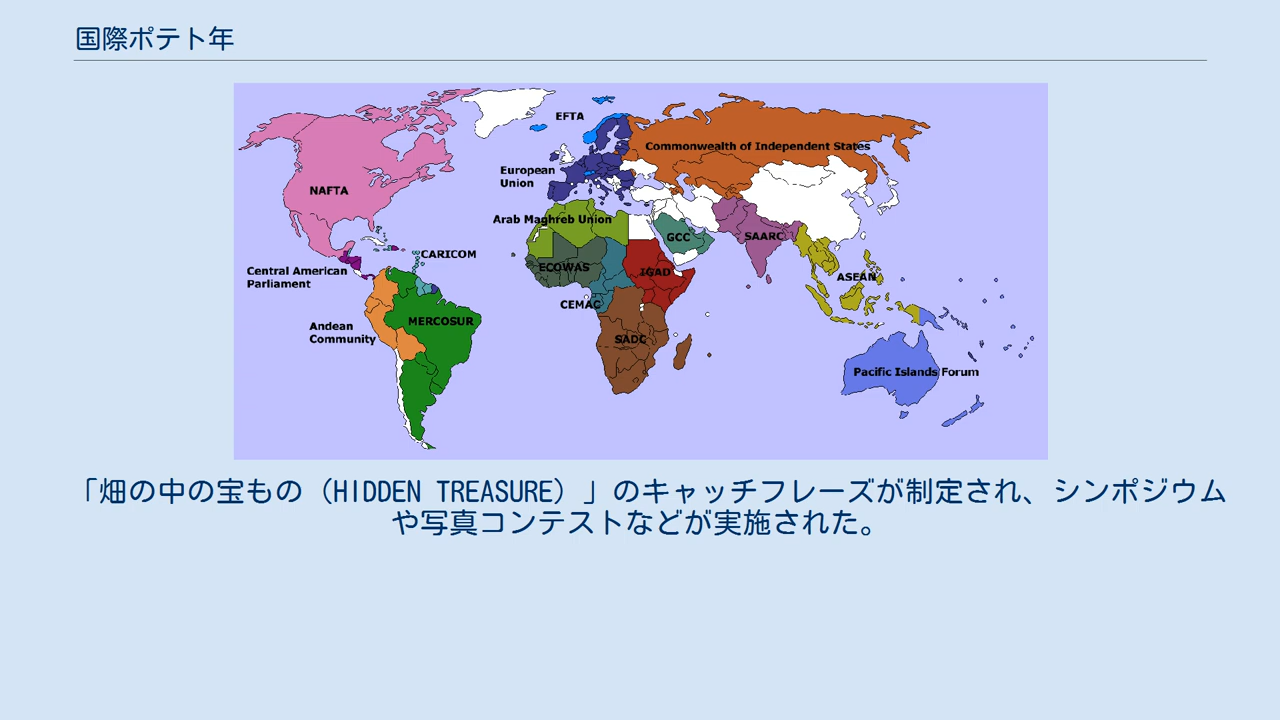 国際ポテト年
EFTA
Commonwealth of Independent States
European
Union
NAFTA
Arab Maghreb Union
GCC
SAARC
CARICOM
Central American
Parliament
ECOWAS
IGAD
ASEAN
CEMAC
MERCOSUR
Andean
Community
SADC
Pacific Islands Forum
「畑の中の宝もの（HIDDEN TREASURE）」のキャッチフレーズが制定され、シンポジウム
や写真コンテストなどが実施された。